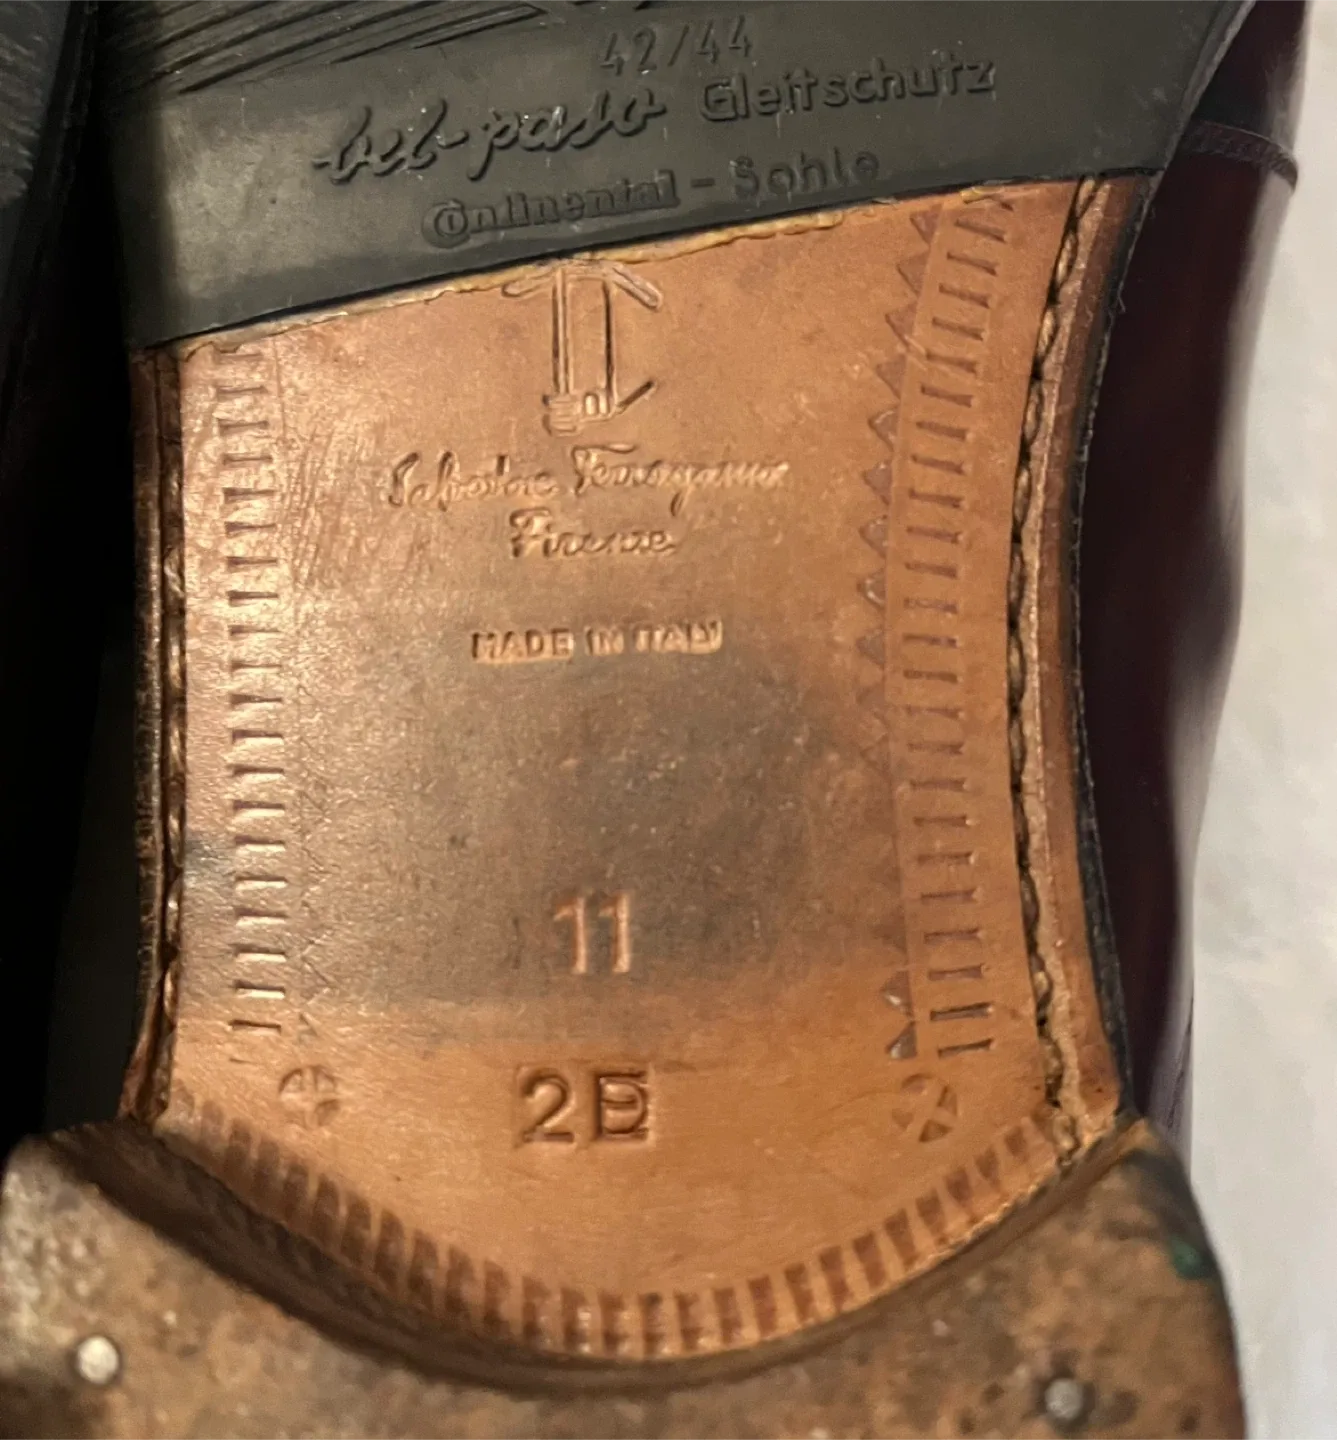 42/44
bel-paso Gleitschutz
Continental - Sohle
Salvatore Ferragamo
Firenze
MADE IN ITALY
11
2E